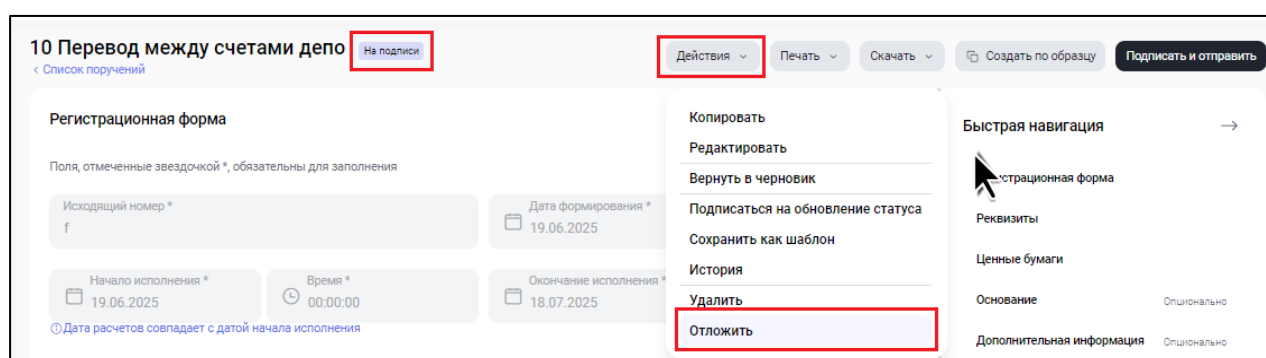 10 Перевод между счетами депо На подписи
Действия Печать Скачать Создать по образцу Подписать и отправить
< Список поручений
Регистрационная форма
Поля, отмеченные звездочкой *, обязательны для заполнения
Исходящий номер *
f
Дата формирования *
19.06.2025
Начало исполнения *
19.06.2025
Время *
00:00:00
Окончание исполнения *
18.07.2025
Дата расчетов совпадает с датой начала исполнения
Копировать
Редактировать
Вернуть в черновик
Подписаться на обновление статуса
Сохранить как шаблон
История
Удалить
Отложить
Быстрая навигация →
форма
Реквизиты
Ценные бумаги
Основание Опционально
Дополнительная информация Опционально